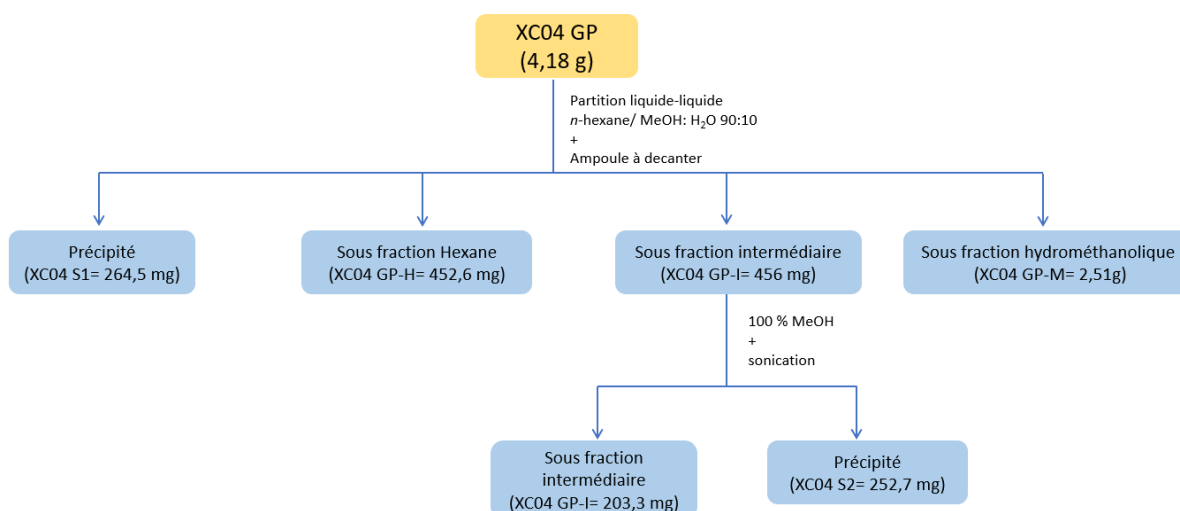 XC04 GP
(4,18 g)
Partition liquide-liquide
n-hexane/ MeOH: H₂O 90:10
+
Ampoule à decanter
Précipité
(XC04 S1= 264,5 mg)
Sous fraction Hexane
(XC04 GP-H= 452,6 mg)
Sous fraction intermédiaire
(XC04 GP-I= 456 mg)
Sous fraction hydrométhanolique
(XC04 GP-M= 2,51g)
100 % MeOH
+
sonication
Sous fraction
intermédiaire
(XC04 GP-I= 203,3 mg)
Précipité
(XC04 S2= 252,7 mg)